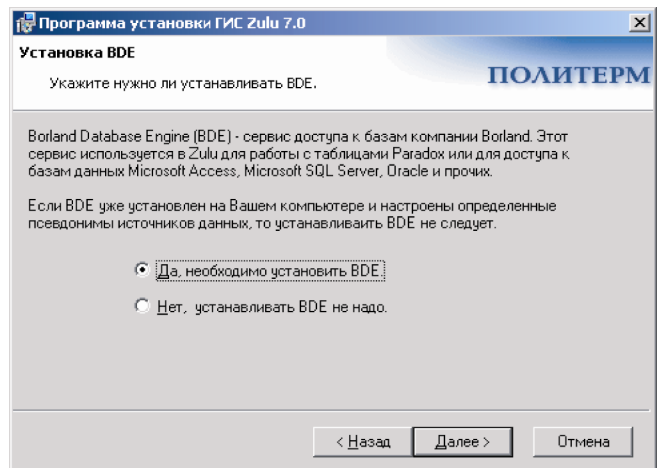 Программа установки ГИС Zulu 7.0
Установка BDE
Укажите нужно ли устанавливать BDE.
ПОЛИТЕРМ
Borland Database Engine (BDE) - сервис доступа к базам компании Borland. Этот
сервис используется в Zulu для работы с таблицами Paradox или для доступа к
базам данных Microsoft Access, Microsoft SQL Server, Oracle и прочих.
Если BDE уже установлен на Вашем компьютере и настроены определенные
псевдонимы источников данных, то устанавливаить BDE не следует.
Да, необходимо установить BDE.
Нет, устанавливать BDE не надо.
< Назад
Далее >
Отмена